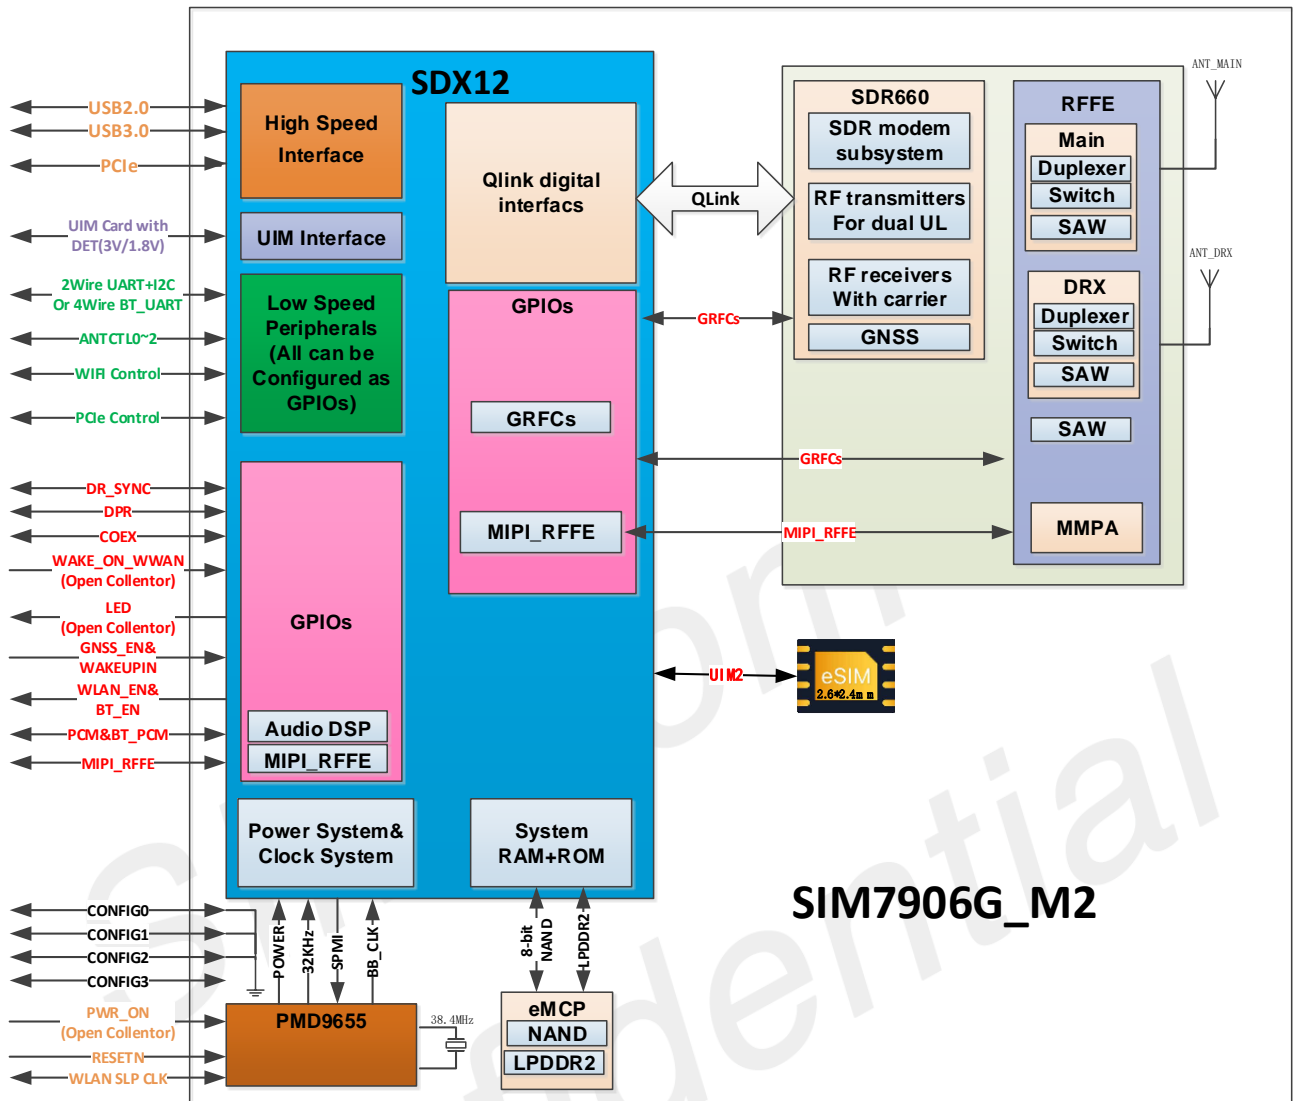 SDX12
USB2.0
USB3.0
PCIe
UIM Card with
DET(3V/1.8V)
2Wire UART+I2C
Or 4Wire BT_UART
ANTCTL0~2
WIFI Control
PCIe Control
DR_SYNC
DPR
COEX
WAKE_ON_WWAN
(Open Collentor)
LED
(Open Collentor)
GNSS_EN&
WAKEUPIN
WLAN_EN&
BT_EN
PCM&BT_PCM
MIPI_RFFE
CONFIG0
CONFIG1
CONFIG2
CONFIG3
PWR_ON
(Open Collentor)
RESETN
WLAN SLP CLK
High Speed
Interface
UIM Interface
Low Speed
Peripherals
(All can be
Configured as
GPIOs)
GPIOs
Audio DSP
MIPI_RFFE
Power System&
Clock System
POWER
32KHz
SPMI
BB_CLK
PMD9655
38.4MHz
Qlink digital
interfacs
GPIOs
GRFCs
MIPI_RFFE
System
RAM+ROM
8-bit
NAND
LPDDR2
eMCP
NAND
LPDDR2
QLink
GRFCs
GRFCs
MIPI_RFFE
UIM2
eSIM
2.6*2.4mm
SDR660
SDR modem
subsystem
RF transmitters
For dual UL
RF receivers
With carrier
GNSS
RFFE
Main
Duplexer
Switch
SAW
DRX
Duplexer
Switch
SAW
SAW
MMPA
ANT_MAIN
ANT_DRX
SIM7906G_M2